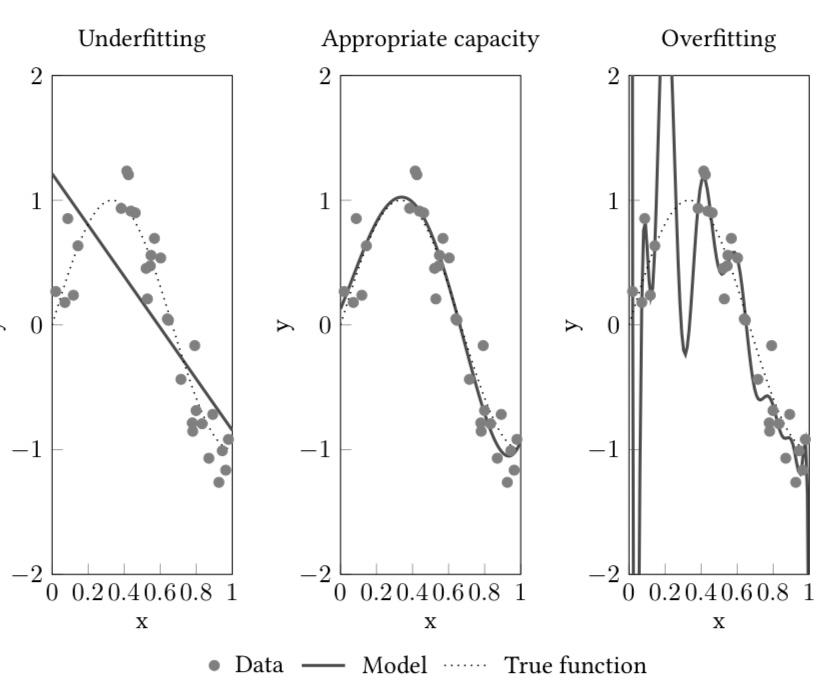 Underfitting
Appropriate capacity
Overfitting
2
1
0
−1
−2
y
0 0.2 0.4 0.6 0.8 1
x
2
1
0
−1
−2
y
0 0.2 0.4 0.6 0.8 1
x
2
1
0
−1
−2
y
0 0.2 0.4 0.6 0.8 1
x
Data Model True function